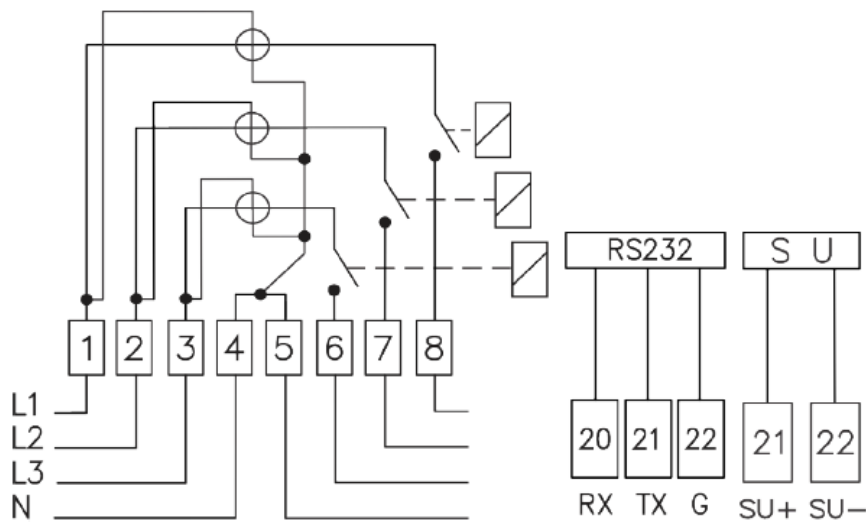 RS232
S U
1 2 3 4 5 6 7 8
L1
L2
L3
N
20 21 22
21 22
RX TX G
SU+ SU-